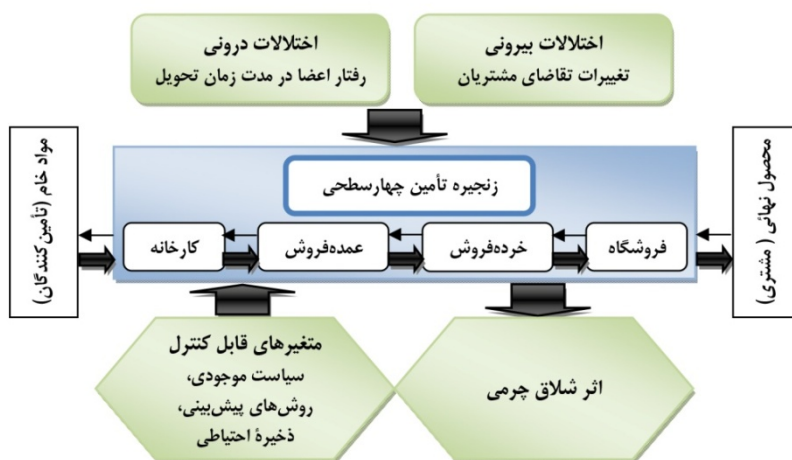 اختلالات بیرونی
تغییرات تقاضای مشتریان
اختلالات درونی
رفتار اعضا در مدت زمان تحویل
محصول نهائی (مشتری)
زنجیره تأمین چهارسطحی
فروشگاه
خرده‌فروش
عمده‌فروش
کارخانه
مواد خام (تأمین‌کنندگان)
اثر شلاق چرمی
متغیرهای قابل کنترل
سیاست موجودی،
روش‌های پیش‌بینی،
ذخیرهٔ احتیاطی